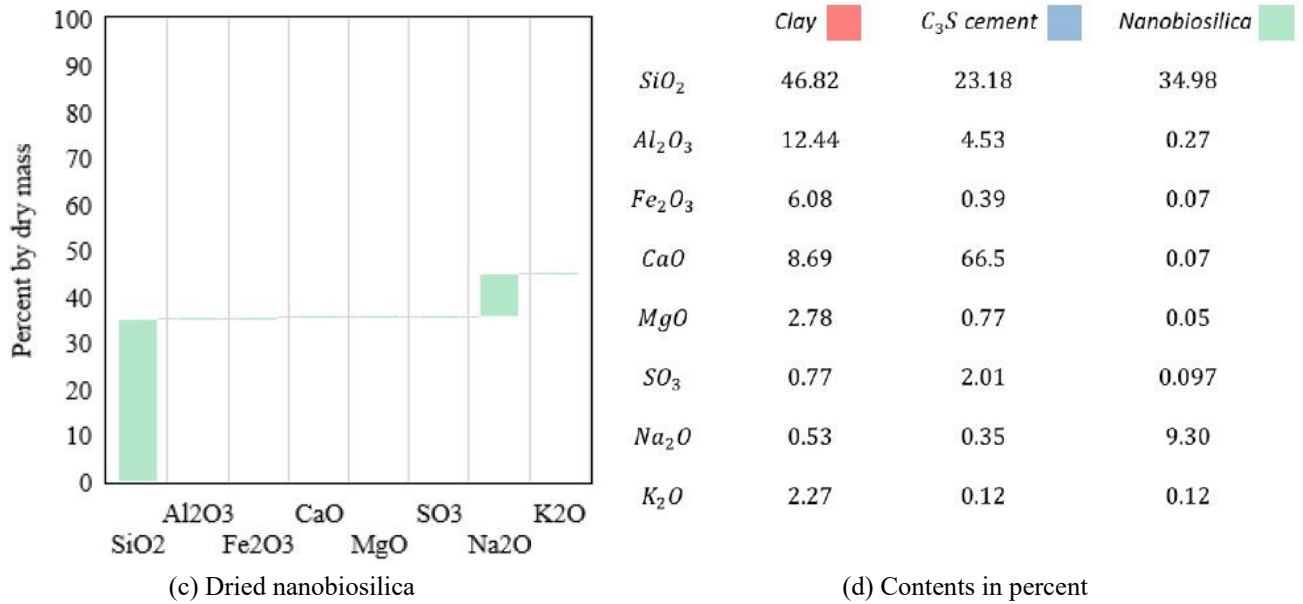 100
90
80
70
60
50
40
30
20
10
0
Percent by dry mass
Al2O3 CaO SO3 K2O
SiO2 Fe2O3 MgO Na2O
(c) Dried nanobiosilica
Clay C₃S cement Nanobiosilica
SiO₂ 46.82 23.18 34.98
Al₂O₃ 12.44 4.53 0.27
Fe₂O₃ 6.08 0.39 0.07
CaO 8.69 66.5 0.07
MgO 2.78 0.77 0.05
SO₃ 0.77 2.01 0.097
Na₂O 0.53 0.35 9.30
K₂O 2.27 0.12 0.12
(d) Contents in percent